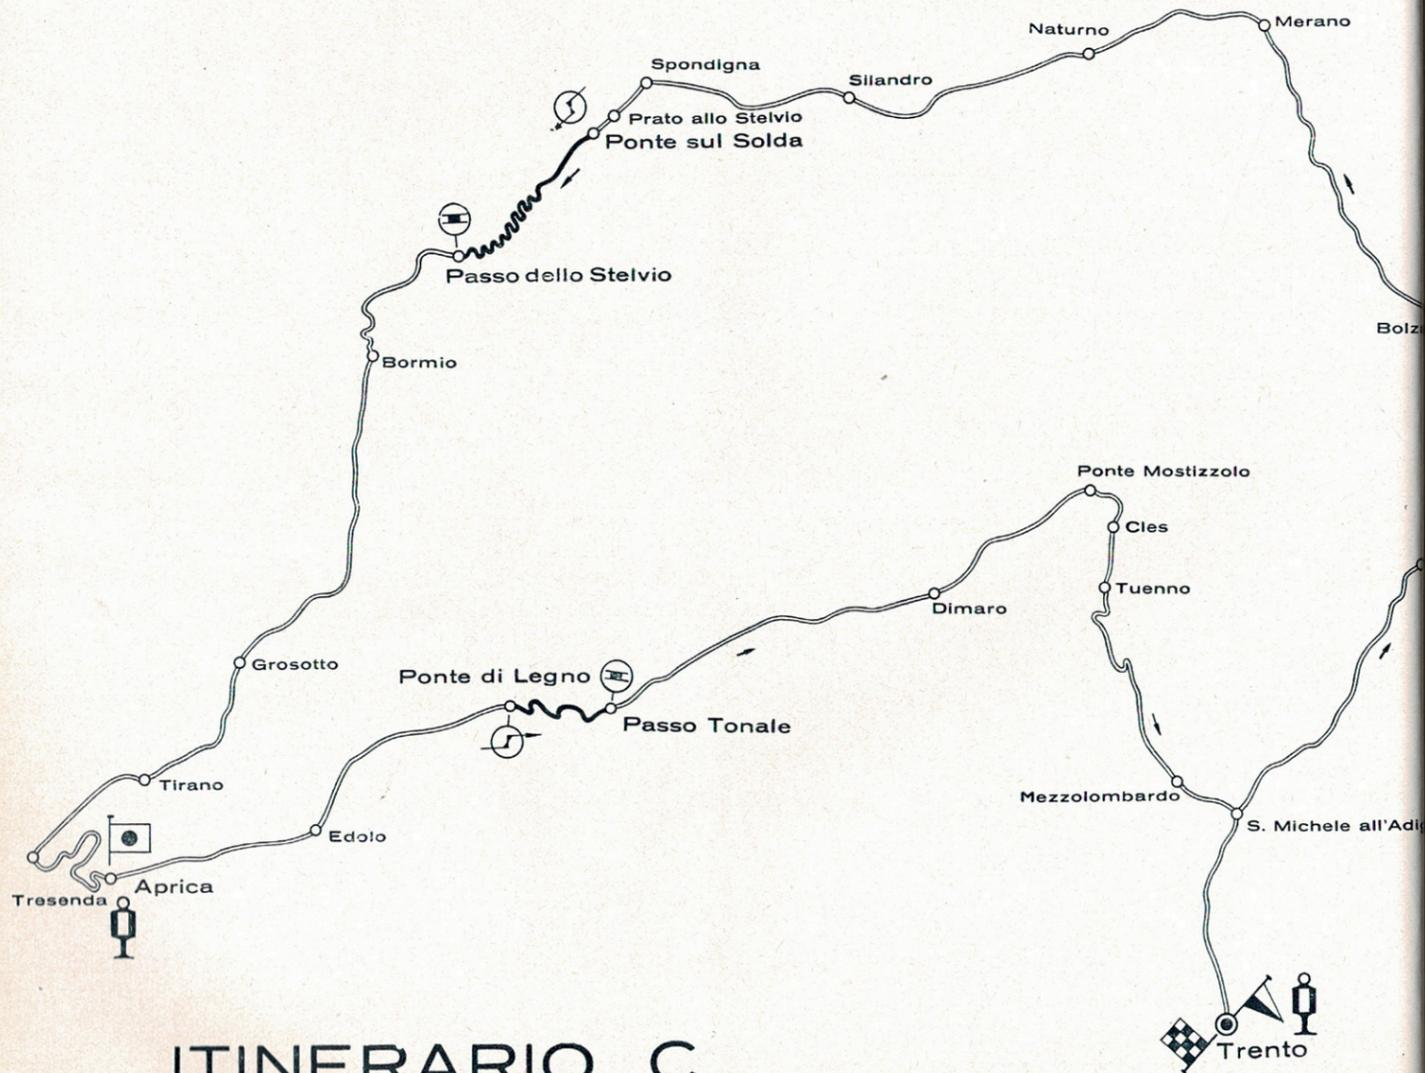 Merano
Naturno
Spondigna
Silandro
Prato allo Stelvio
Ponte sul Solda
Passo dello Stelvio
Bolz
Bormio
Ponte Mostizzolo
Cles
Tuenno
Dimaro
Grosotto
Ponte di Legno
Passo Tonale
Tirano
Mezzolombardo
S. Michele all'Adi
Edolo
Aprica
Tresenda
Trento
ITINERARIO C